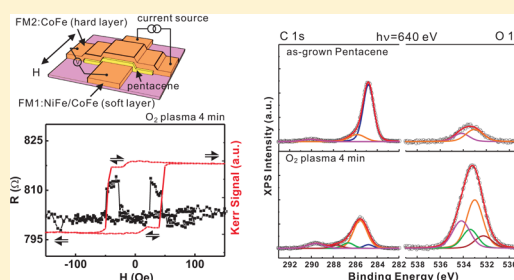 FM2:CoFe (hard layer)
current source
H
V
pentacene
FM1:NiFe/CoFe (soft layer)
O2 plasma 4 min
825
810
795
R (Ω)
Kerr Signal (a.u.)
-100
0
100
H (Oe)
C 1s
hν=640 eV
O 1
as-grown Pentacene
O2 plasma 4 min
XPS Intensity (a.u.)
292 290 288 286 284 282
538 536 534 532 530
Binding Energy (eV)